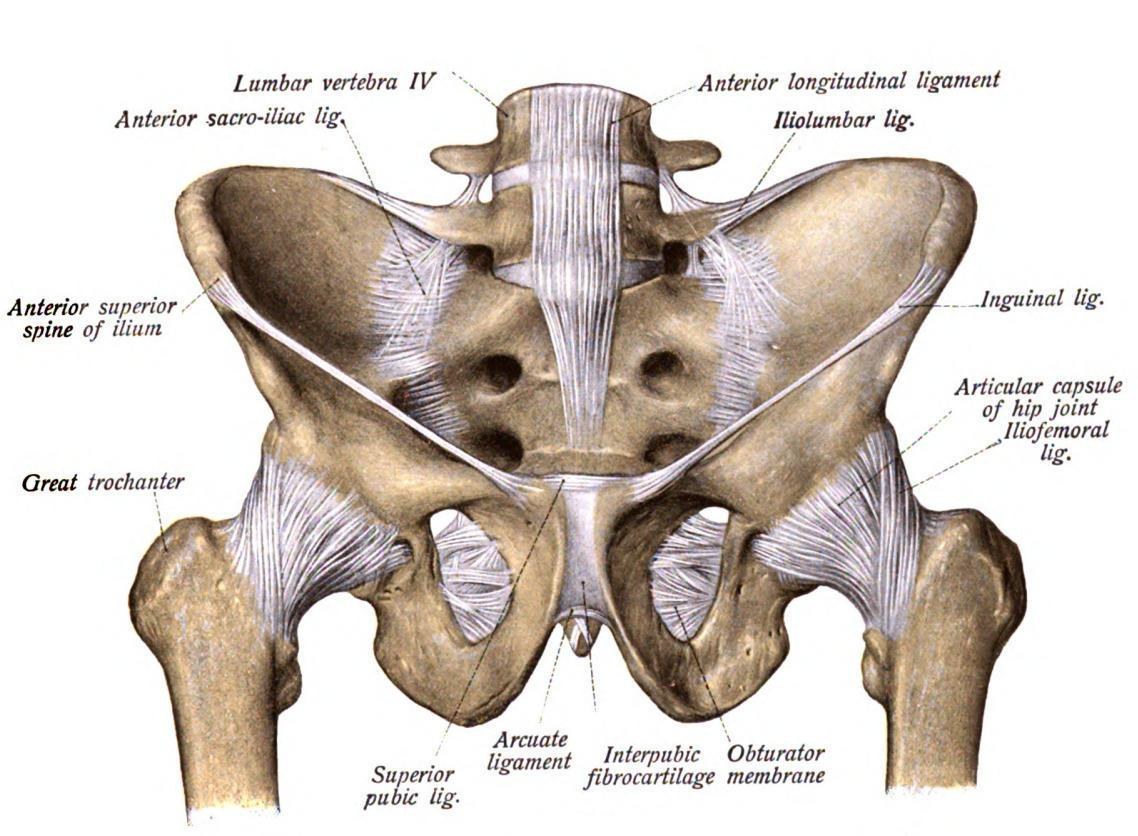 Lumbar vertebra IV
Anterior longitudinal ligament
Anterior sacro-iliac lig.
Iliolumbar lig.
Anterior superior
spine of ilium
Inguinal lig.
Articular capsule
of hip joint
Iliofemoral
lig.
Great trochanter
Arcuate
ligament
Interpubic
fibrocartilage
Obturator
membrane
Superior
pubic lig.